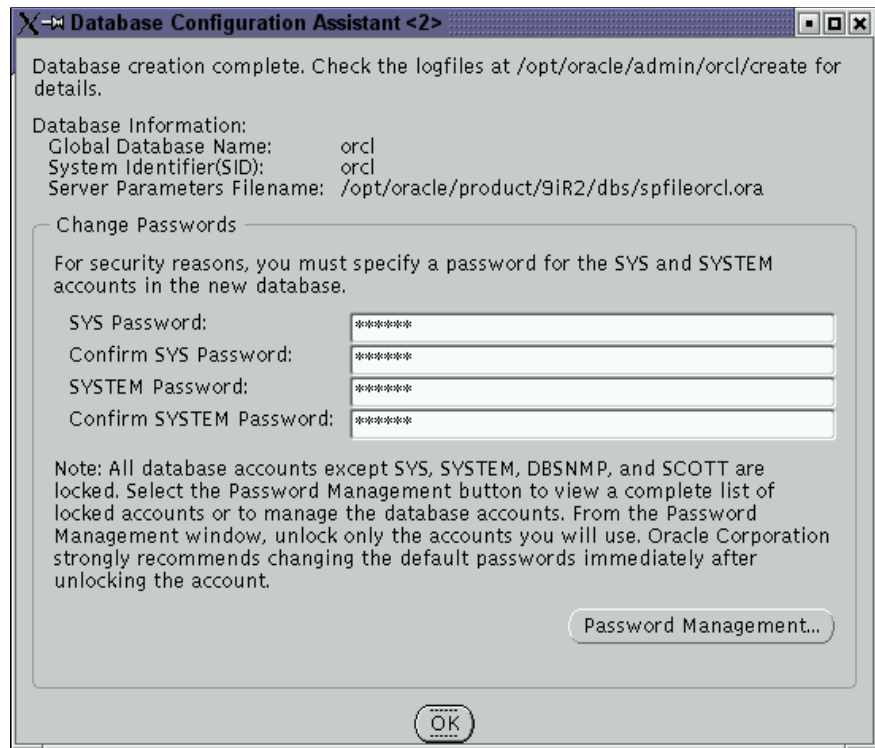 Database Configuration Assistant <2>
Database creation complete. Check the logfiles at /opt/oracle/admin/orcl/create for
details.
Database Information:
Global Database Name: orcl
System Identifier(SID): orcl
Server Parameters Filename: /opt/oracle/product/9iR2/dbs/spfileorcl.ora
Change Passwords
For security reasons, you must specify a password for the SYS and SYSTEM
accounts in the new database.
SYS Password: ******
Confirm SYS Password: ******
SYSTEM Password: ******
Confirm SYSTEM Password: ******
Note: All database accounts except SYS, SYSTEM, DBSNMP, and SCOTT are
locked. Select the Password Management button to view a complete list of
locked accounts or to manage the database accounts. From the Password
Management window, unlock only the accounts you will use. Oracle Corporation
strongly recommends changing the default passwords immediately after
unlocking the account.
Password Management...
OK